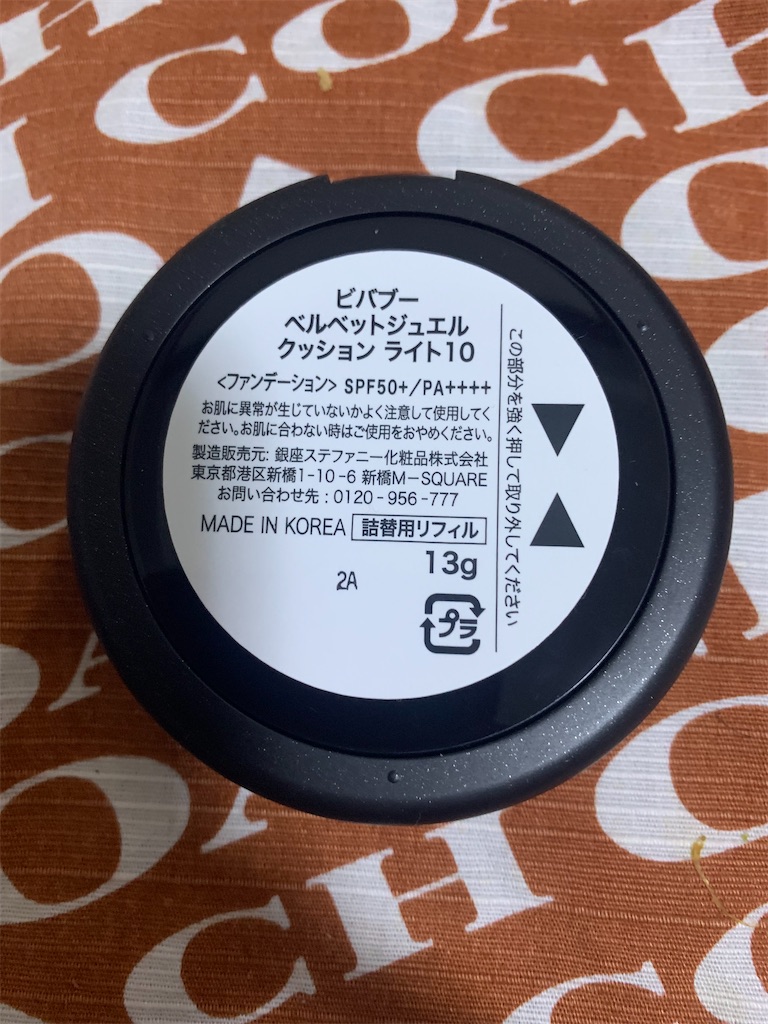 ビバブー
ベルベットジュエル
クッション ライト10
<ファンデーション> SPF50+/PA++++
お肌に異常が生じていないかよく注意して使用してく
ださい。お肌に合わない時はご使用をおやめください。
製造販売元: 銀座ステファニー化粧品株式会社
東京都港区新橋1-10-6 新橋M-SQUARE
お問い合わせ先 : 0120-956-777
MADE IN KOREA 詰替用リフィル
13g
2A
プラ
この部分を強く押して取り外してください
COACH